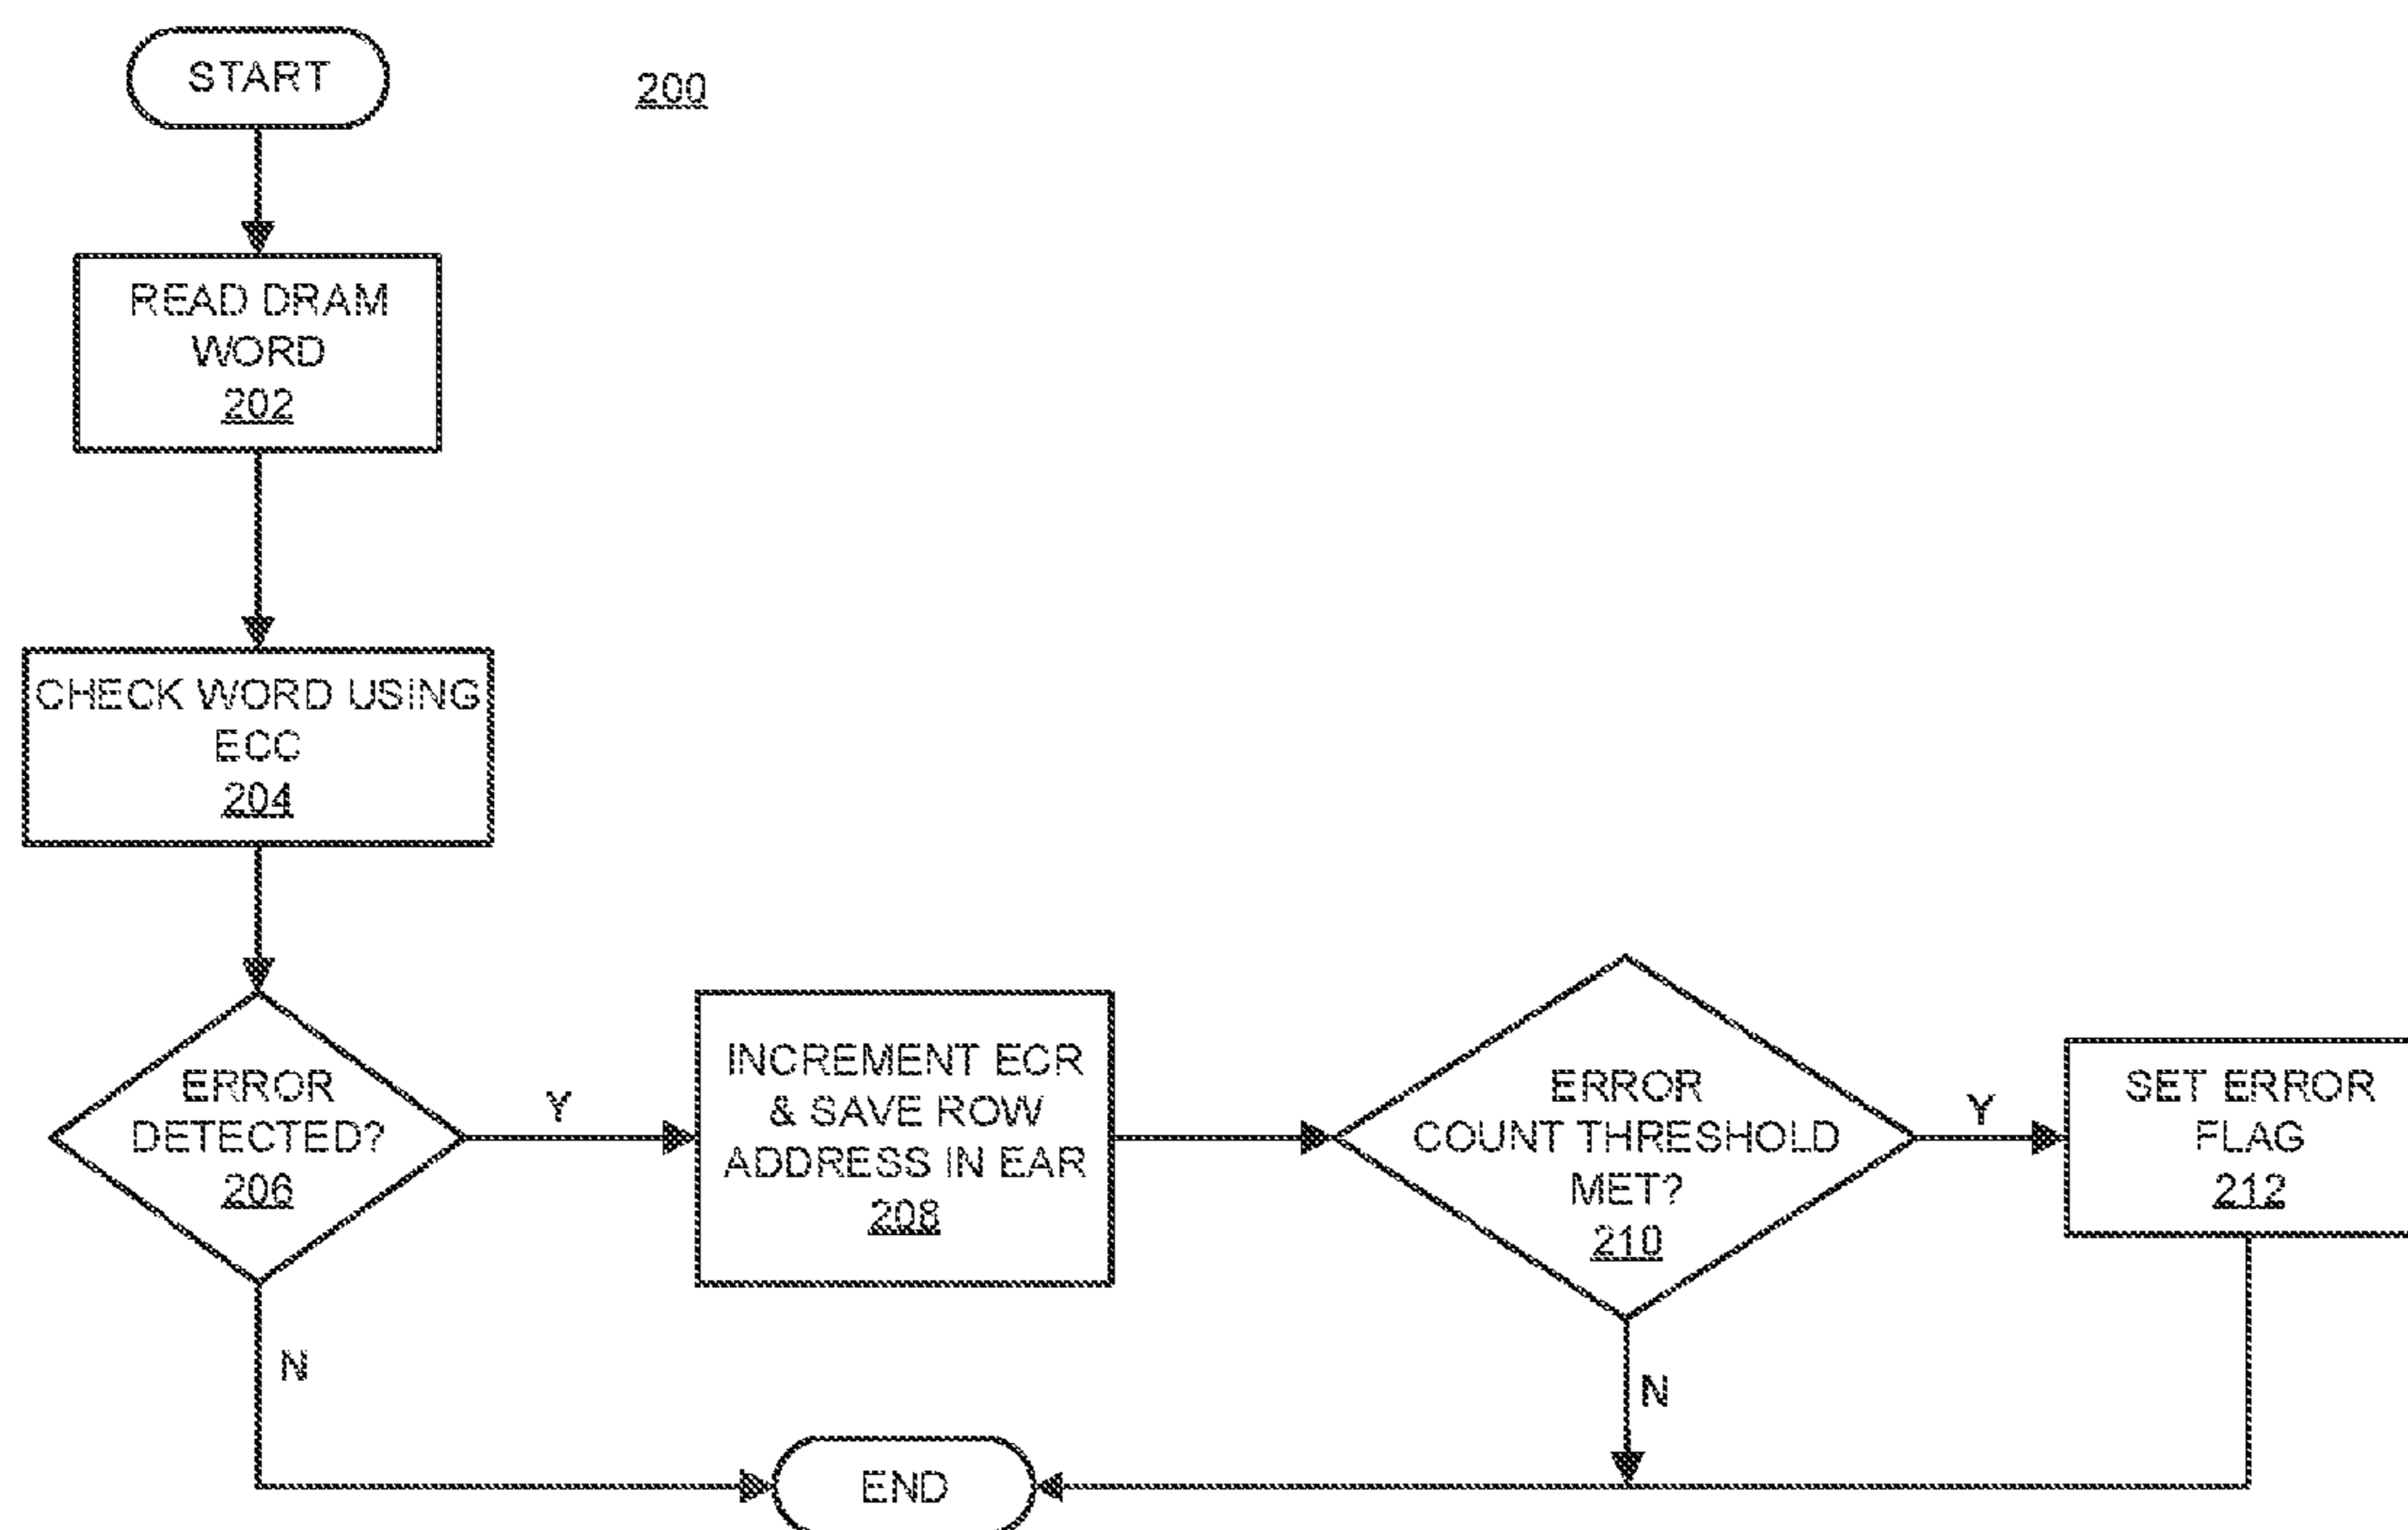 START
200
READ DRAM
WORD
202
CHECK WORD USING
ECC
204
ERROR
DETECTED?
206
Y
N
INCREMENT ECR
& SAVE ROW
ADDRESS IN EAR
208
ERROR
COUNT THRESHOLD
MET?
210
Y
N
SET ERROR
FLAG
212
END